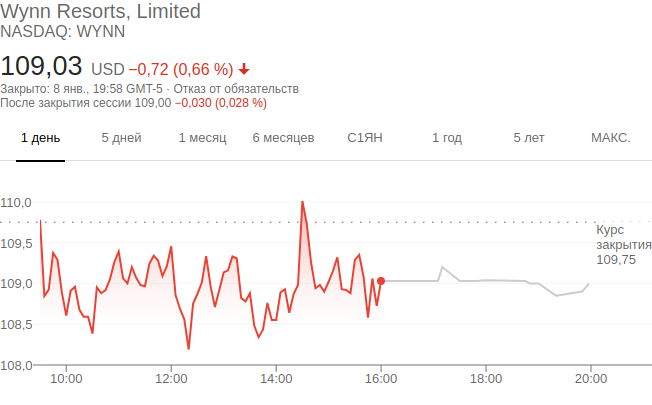 Wynn Resorts, Limited
NASDAQ: WYNN
109,03 USD −0,72 (0,66 %)
Закрыто: 8 янв., 19:58 GMT-5 · Отказ от обязательств
После закрытия сессии 109,00 −0,030 (0,028 %)
1 день 5 дней 1 месяц 6 месяцев С1ЯН 1 год 5 лет МАКС.
110,0
Курс
закрытия
109,75
109,5
109,0
108,5
108,0
10:00 12:00 14:00 16:00 18:00 20:00